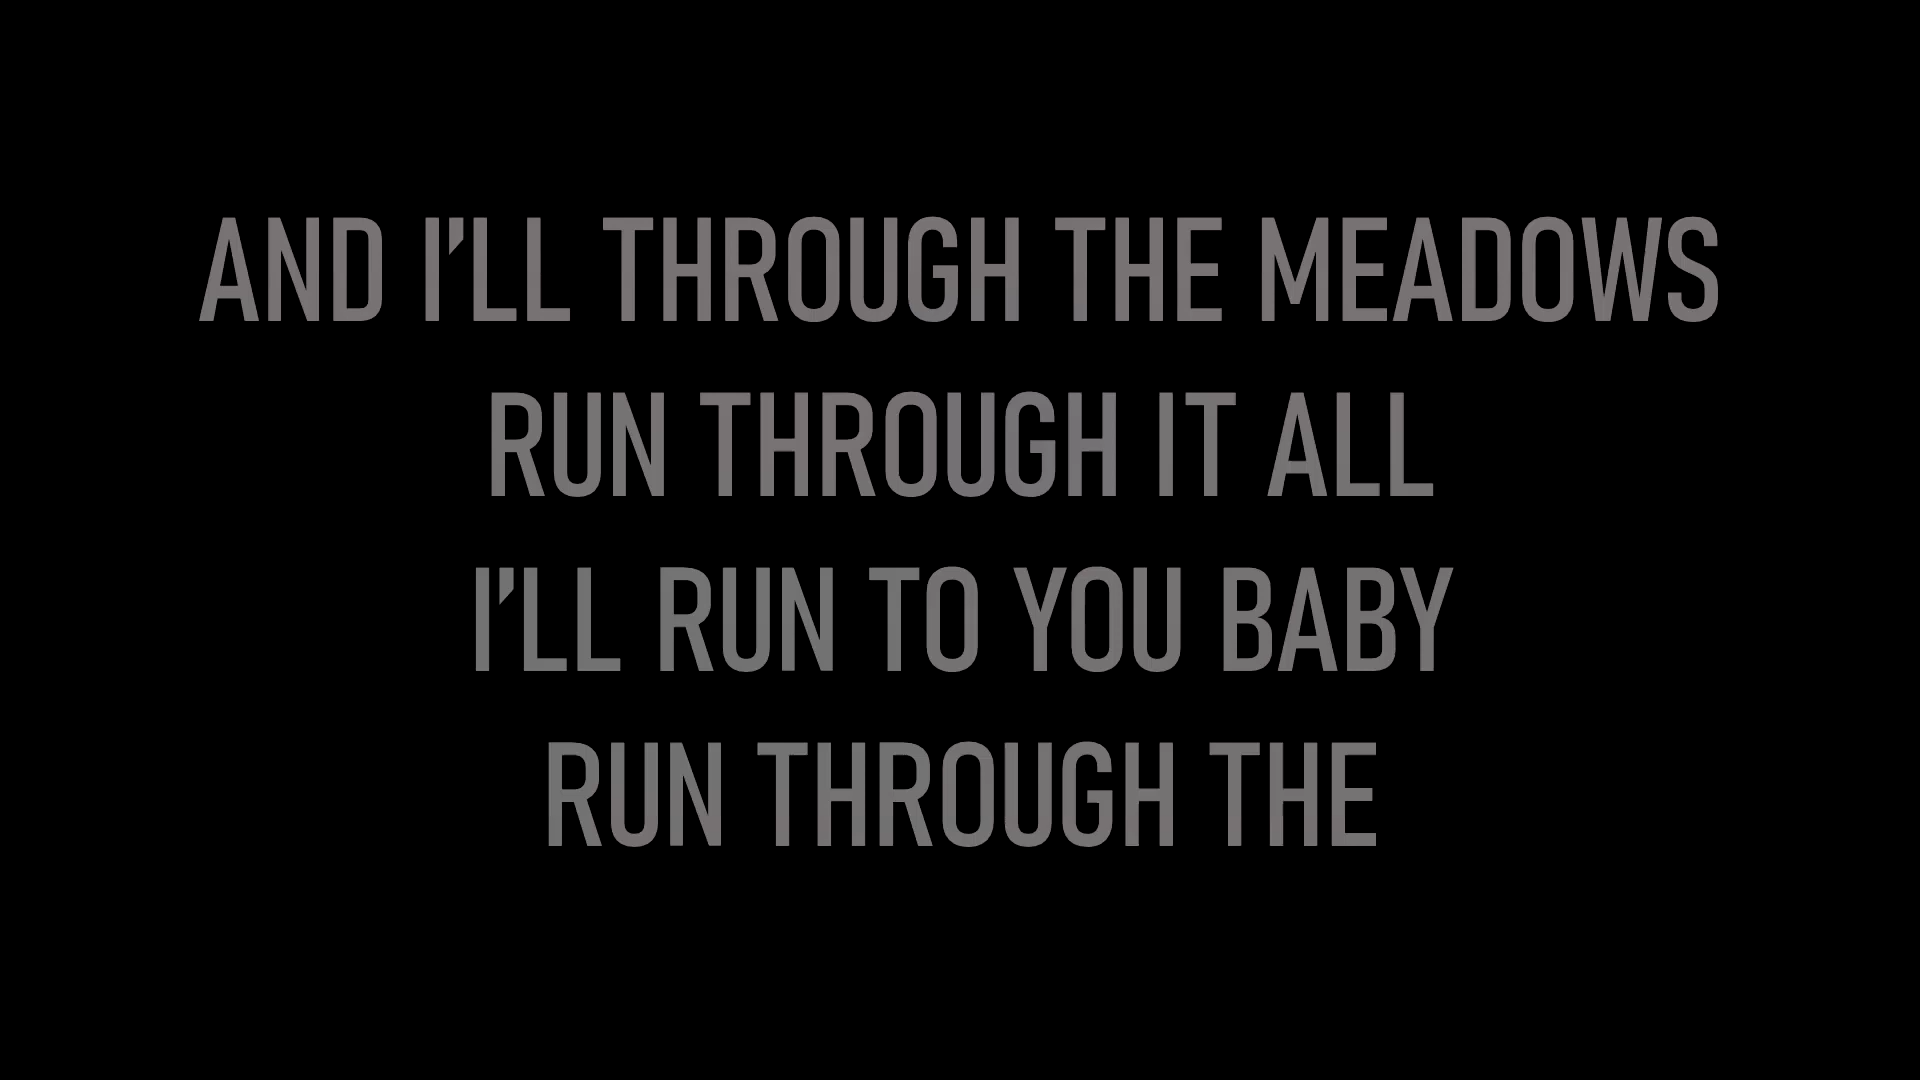 AND I'LL THROUGH THE MEADOWS
RUN THROUGH IT ALL
I'LL RUN TO YOU BABY
RUN THROUGH THE